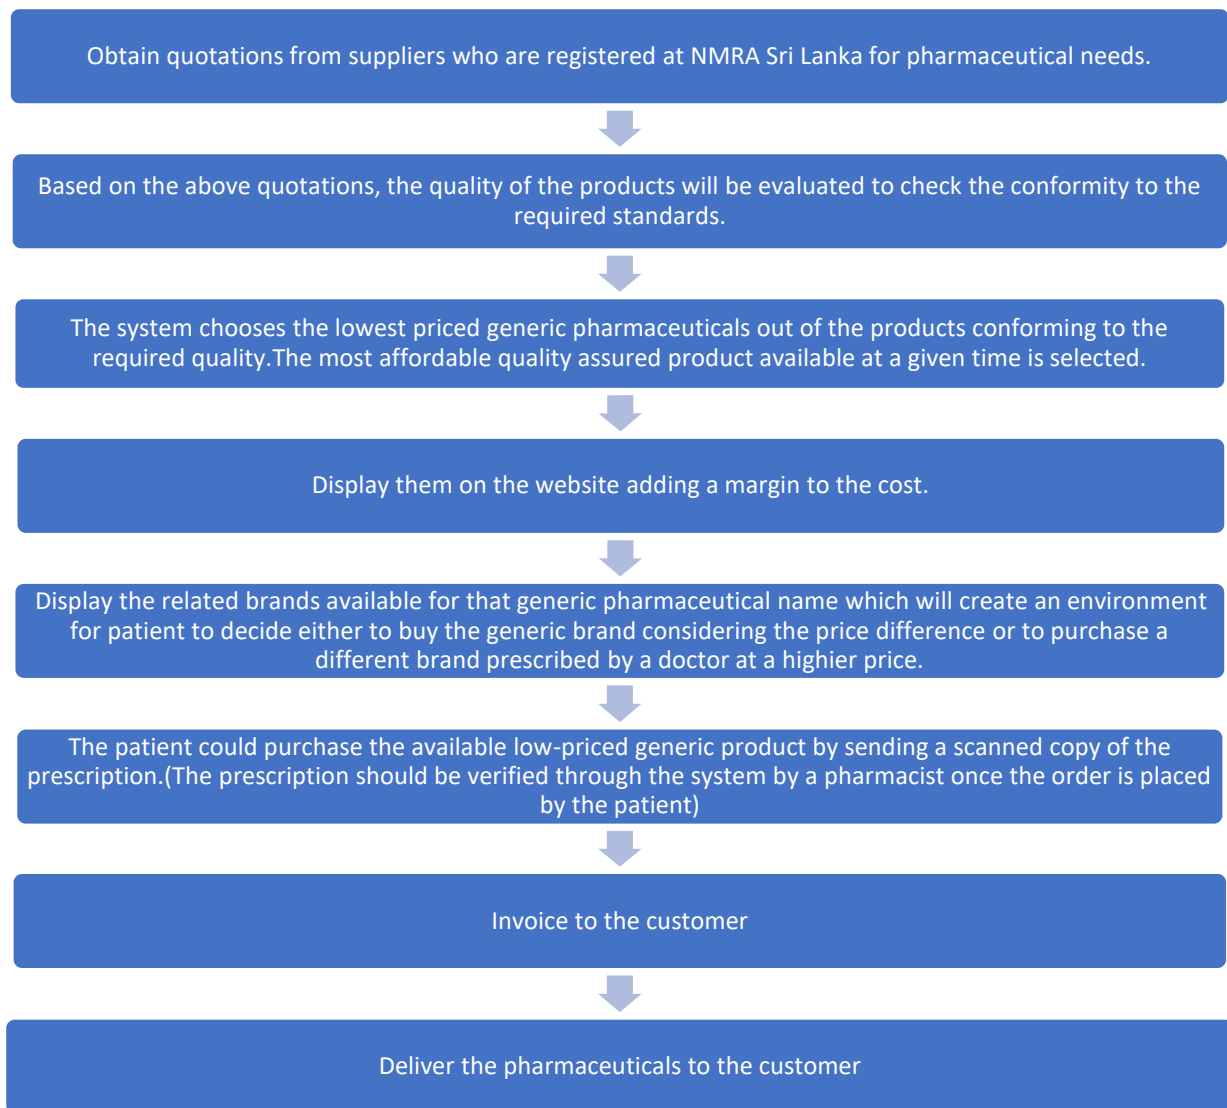 Obtain quotations from suppliers who are registered at NMRA Sri Lanka for pharmaceutical needs.
Based on the above quotations, the quality of the products will be evaluated to check the conformity to the
required standards.
The system chooses the lowest priced generic pharmaceuticals out of the products conforming to the
required quality.The most affordable quality assured product available at a given time is selected.
Display them on the website adding a margin to the cost.
Display the related brands available for that generic pharmaceutical name which will create an environment
for patient to decide either to buy the generic brand considering the price difference or to purchase a
different brand prescribed by a doctor at a highier price.
The patient could purchase the available low-priced generic product by sending a scanned copy of the
prescription.(The prescription should be verified through the system by a pharmacist once the order is placed
by the patient)
Invoice to the customer
Deliver the pharmaceuticals to the customer